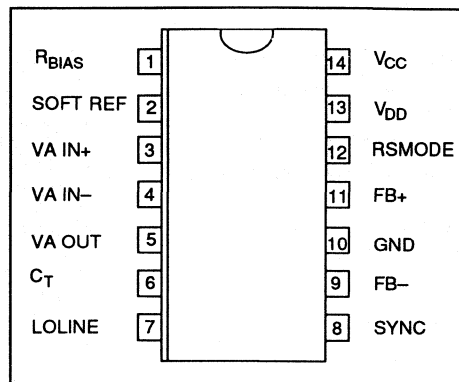 RBIAS 1 14 VCC
SOFT REF 2 13 VDD
VA IN+ 3 12 RSMODE
VA IN− 4 11 FB+
VA OUT 5 10 GND
CT 6 9 FB−
LOLINE 7 8 SYNC